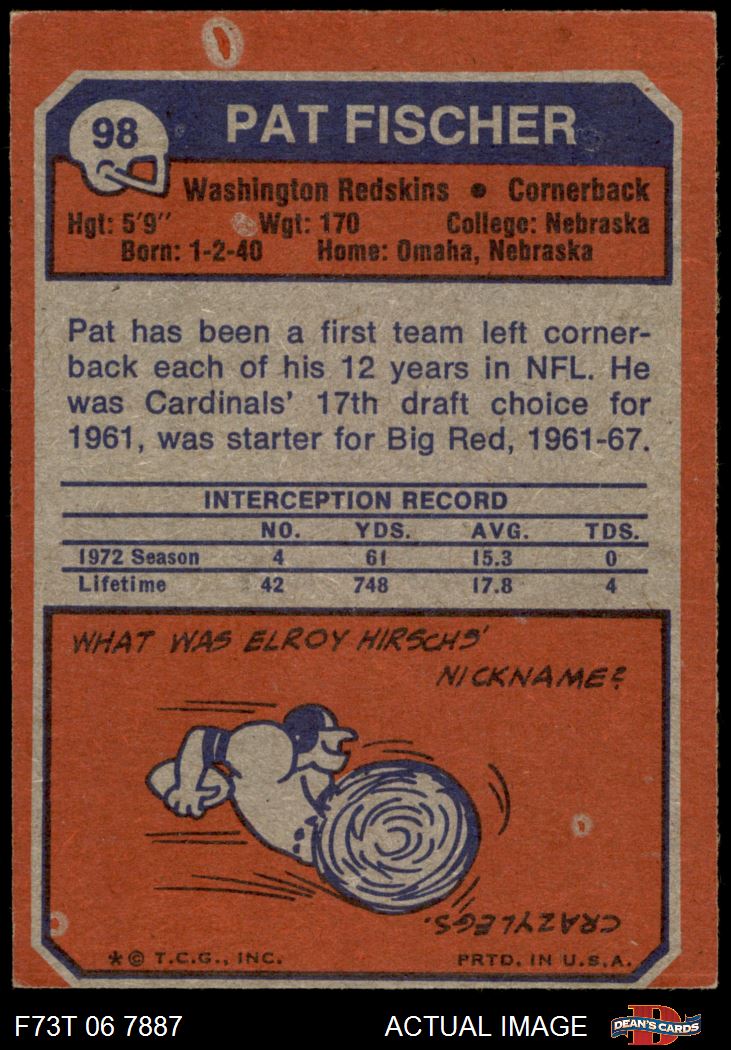 98
PAT FISCHER
Washington Redskins ● Cornerback
Hgt: 5'9" Wgt: 170 College: Nebraska
Born: 1-2-40 Home: Omaha, Nebraska
Pat has been a first team left corner-
back each of his 12 years in NFL. He
was Cardinals' 17th draft choice for
1961, was starter for Big Red, 1961-67.
INTERCEPTION RECORD
NO. YDS. AVG. TDS.
1972 Season 4 61 15.3 0
Lifetime 42 748 17.8 4
WHAT WAS ELROY HIRSCHS'
NICKNAME?
CRAZYLEGS.
*© T.C.G., INC. PRTD. IN U.S.A.
F73T 06 7887 ACTUAL IMAGE
D
DEAN'S CARDS